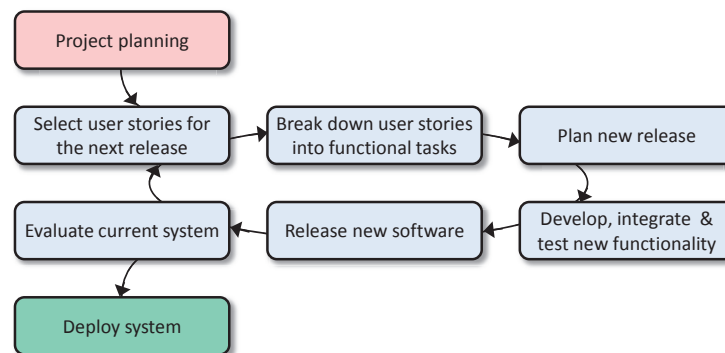 Project planning
Select user stories for
the next release
Break down user stories
into functional tasks
Plan new release
Evaluate current system
Release new software
Develop, integrate &
test new functionality
Deploy system